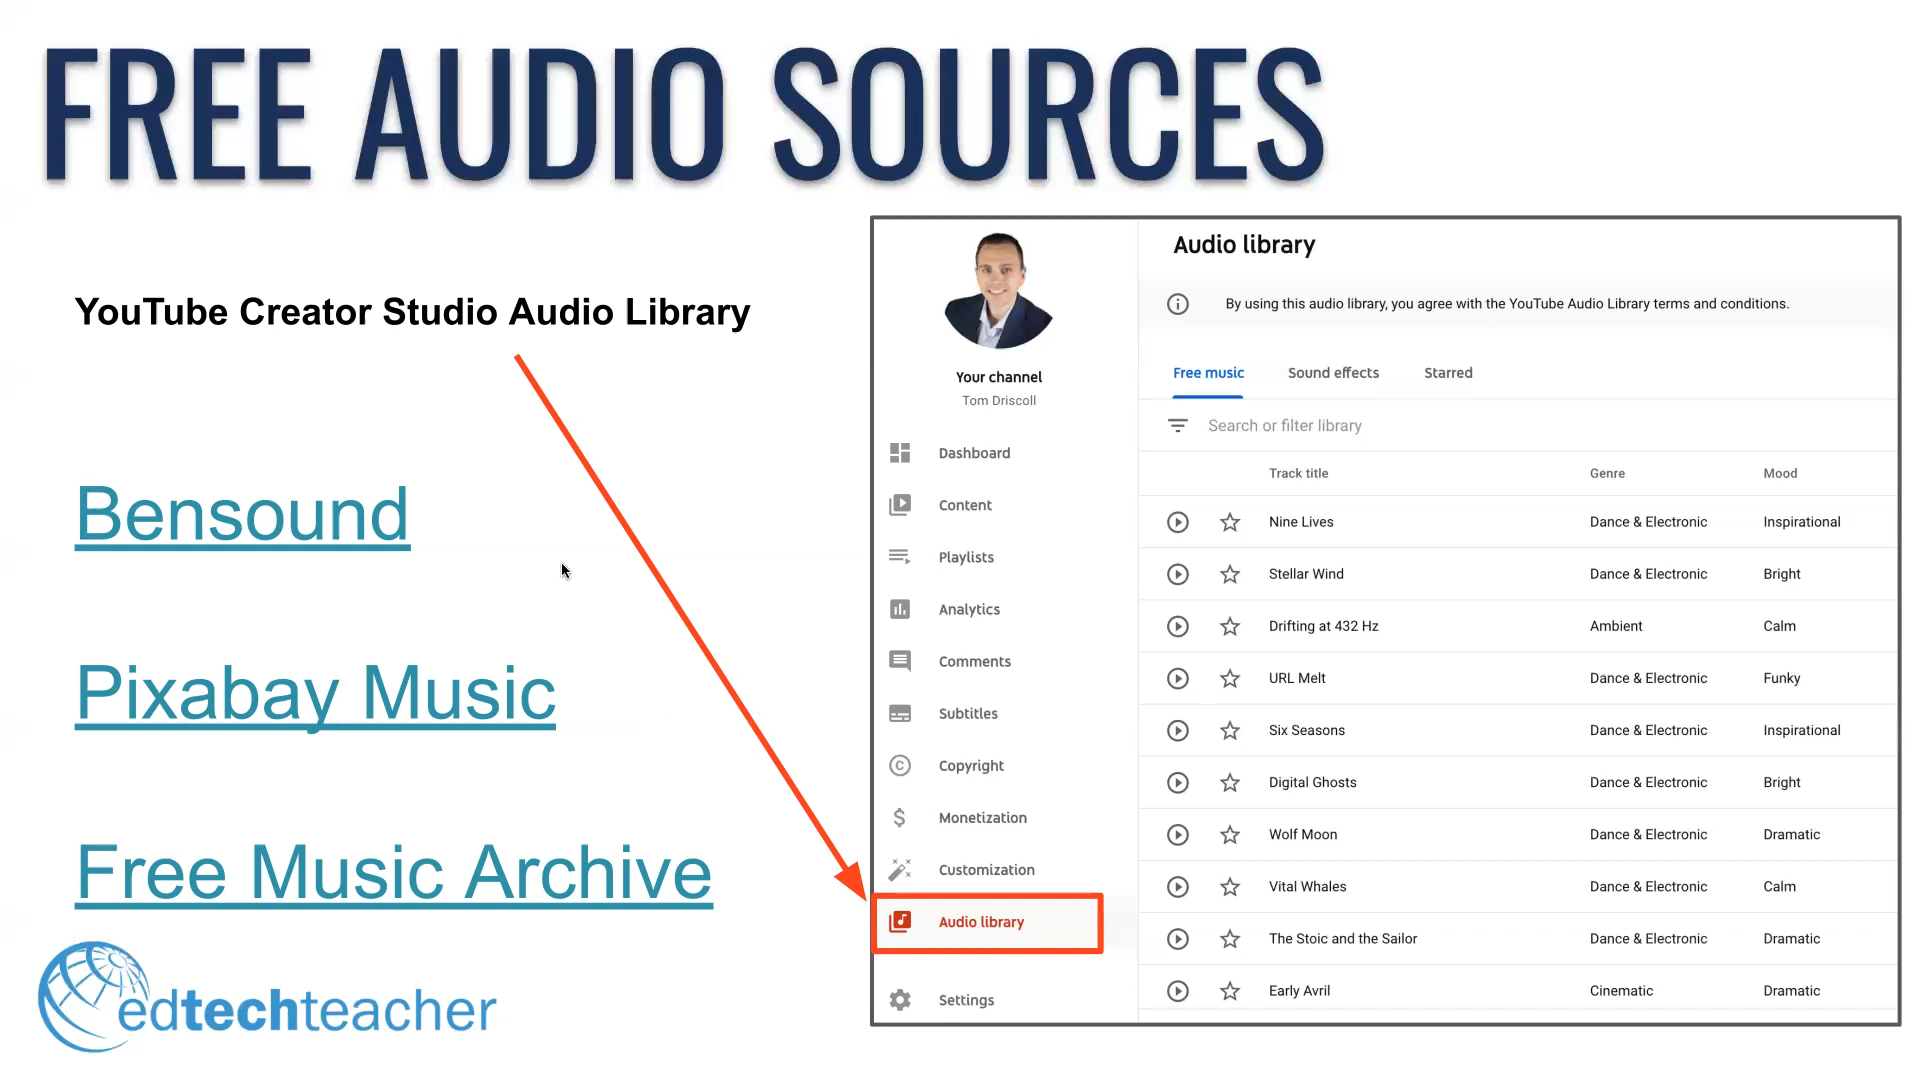 FREE AUDIO SOURCES
YouTube Creator Studio Audio Library
Bensound
Pixabay Music
Free Music Archive
edtechteacher
Your channel
Tom Driscoll
Dashboard
Content
Playlists
Analytics
Comments
Subtitles
Copyright
Monetization
Customization
Audio library
Settings
Audio library
By using this audio library, you agree with the YouTube Audio Library terms and conditions.
Free music Sound effects Starred
Search or filter library
Track title Genre Mood
Nine Lives Dance & Electronic Inspirational
Stellar Wind Dance & Electronic Bright
Drifting at 432 Hz Ambient Calm
URL Melt Dance & Electronic Funky
Six Seasons Dance & Electronic Inspirational
Digital Ghosts Dance & Electronic Bright
Wolf Moon Dance & Electronic Dramatic
Vital Whales Dance & Electronic Calm
The Stoic and the Sailor Dance & Electronic Dramatic
Early Avril Cinematic Dramatic